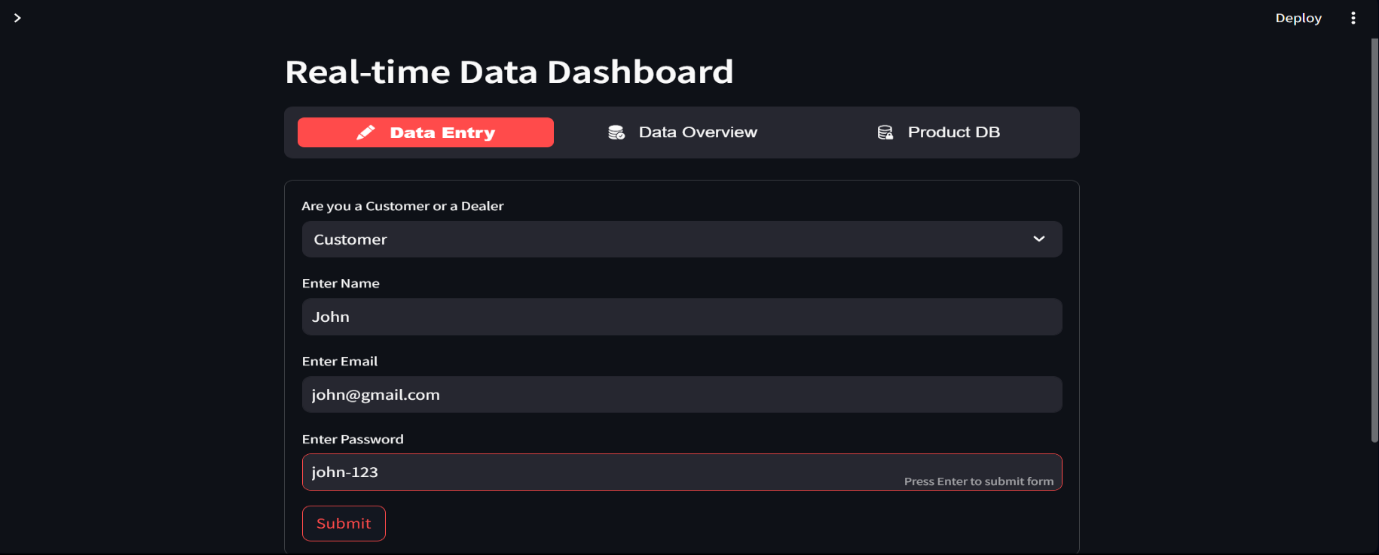 Deploy
Real-time Data Dashboard
Data Entry Data Overview Product DB
Are you a Customer or a Dealer
Customer
Enter Name
John
Enter Email
john@gmail.com
Enter Password
john-123
Press Enter to submit form
Submit